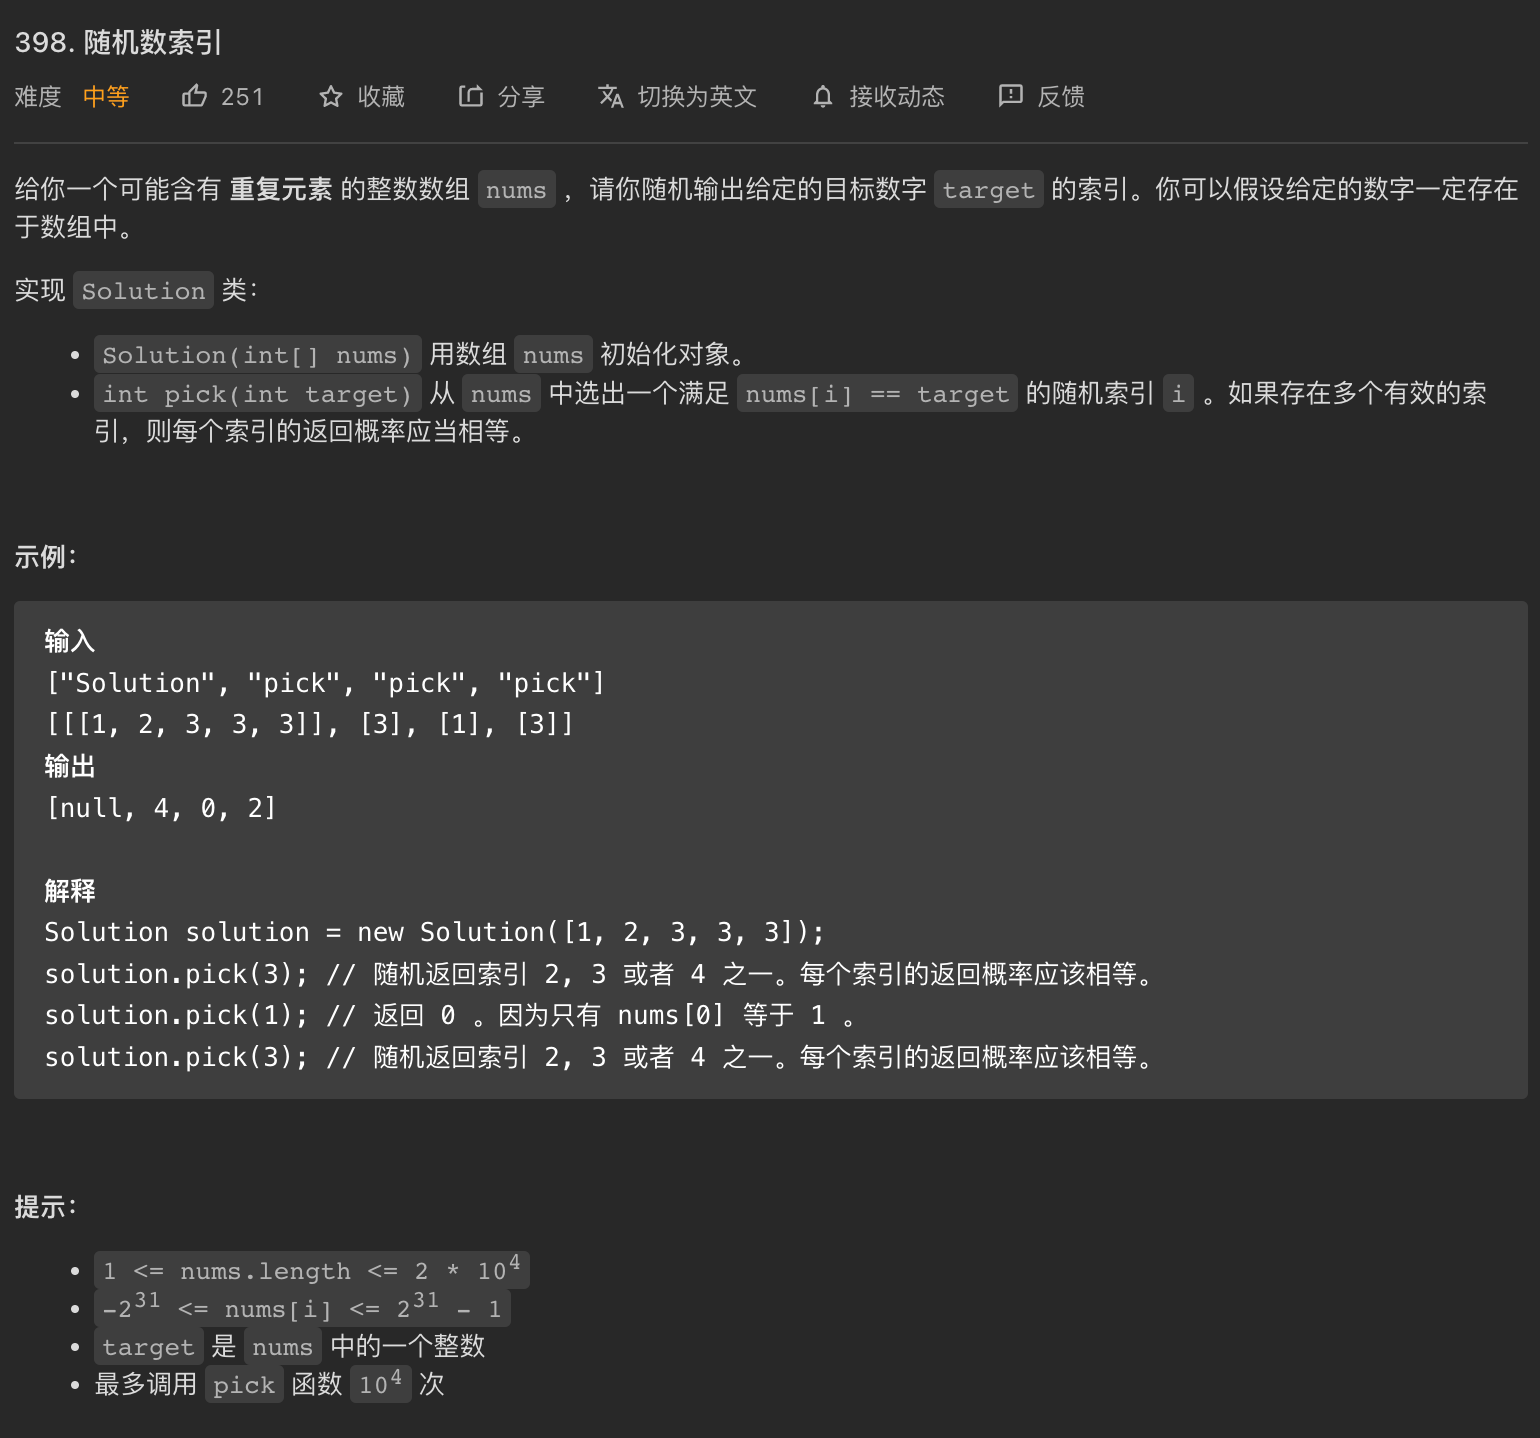 398. 随机数索引
难度 中等 251 收藏 分享 切换为英文 接收动态 反馈
给你一个可能含有 重复元素 的整数数组 nums ，请你随机输出给定的目标数字 target 的索引。你可以假设给定的数字一定存在
于数组中。
实现 Solution 类：
• Solution(int[] nums) 用数组 nums 初始化对象。
• int pick(int target) 从 nums 中选出一个满足 nums[i] == target 的随机索引 i 。如果存在多个有效的索
引，则每个索引的返回概率应当相等。
示例：
输入
["Solution", "pick", "pick", "pick"]
[[[1, 2, 3, 3, 3]], [3], [1], [3]]
输出
[null, 4, 0, 2]
解释
Solution solution = new Solution([1, 2, 3, 3, 3]);
solution.pick(3); // 随机返回索引 2, 3 或者 4 之一。每个索引的返回概率应该相等。
solution.pick(1); // 返回 0 。因为只有 nums[0] 等于 1 。
solution.pick(3); // 随机返回索引 2, 3 或者 4 之一。每个索引的返回概率应该相等。
提示：
• 1 <= nums.length <= 2 * 10⁴
• -2³¹ <= nums[i] <= 2³¹ - 1
• target 是 nums 中的一个整数
• 最多调用 pick 函数 10⁴ 次